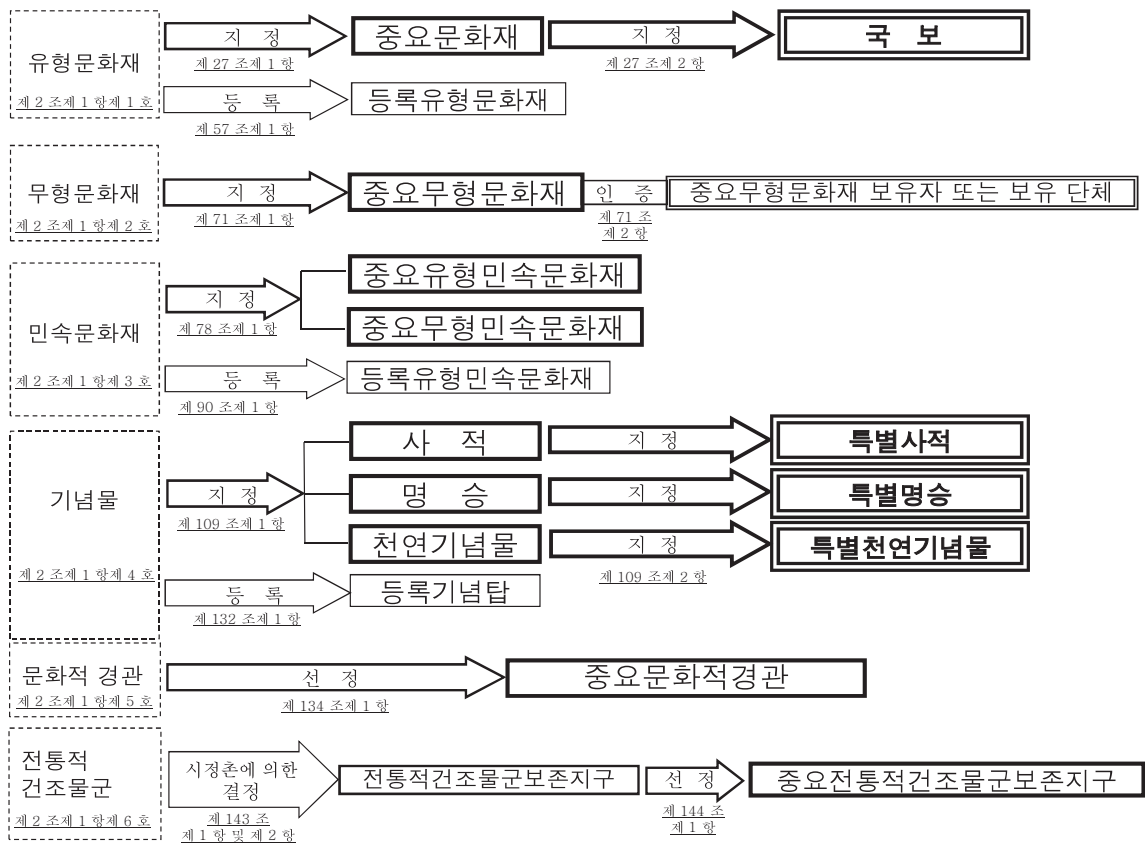 유형문화재
제 2 조제 1 항제 1 호
지 정
제 27 조제 1 항
중요문화재
지 정
제 27 조제 2 항
국 보
등 록
제 57 조제 1 항
등록유형문화재
무형문화재
제 2 조제 1 항제 2 호
지 정
제 71 조제 1 항
중요무형문화재
인 증
제 71 조
제 2 항
중요무형문화재 보유자 또는 보유 단체
민속문화재
제 2 조제 1 항제 3 호
지 정
제 78 조제 1 항
중요유형민속문화재
중요무형민속문화재
등 록
제 90 조제 1 항
등록유형민속문화재
기념물
제 2 조제 1 항제 4 호
지 정
제 109 조제 1 항
사 적
지 정
특별사적
명 승
지 정
특별명승
천연기념물
지 정
제 109 조제 2 항
특별천연기념물
등 록
제 132 조제 1 항
등록기념탑
문화적 경관
제 2 조제 1 항제 5 호
선 정
제 134 조제 1 항
중요문화적경관
전통적
건조물군
제 2 조제 1 항제 6 호
시정촌에 의한
결정
제 143 조
제 1 항 및 제 2 항
전통적건조물군보존지구
선 정
제 144 조
제 1 항
중요전통적건조물군보존지구